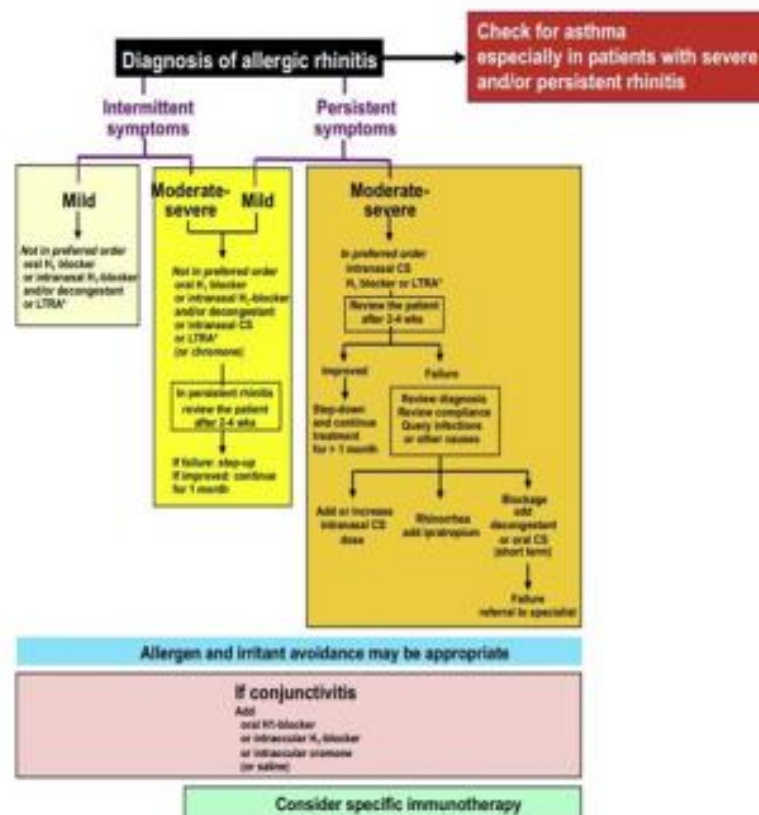 Diagnosis of allergic rhinitis
Check for asthma
especially in patients with severe
and/or persistent rhinitis
Intermittent
symptoms
Persistent
symptoms
Mild
Not in preferred order
oral H₁ blocker
or intranasal H₁-blocker
and/or decongestant
or LTRA*
Moderate-
severe
Mild
Not in preferred order
oral H₁ blocker
or intranasal H₁-blocker
and/or decongestant
or intranasal CS
or LTRA*
(or chromone)
In persistent rhinitis
review the patient
after 2-4 wks
If failure: step-up
If improved: continue
for 1 month
Moderate-
severe
In preferred order
intranasal CS
H₁ blocker or LTRA*
Review the patient
after 2-4 wks
Improved
Step-down
and continue
treatment
for > 1 month
Failure
Review diagnosis
Review compliance
Query infections
or other causes
Add or increase
intranasal CS
dose
Rhinorrhea
add ipratropium
Blockage
add
decongestant
or oral CS
(short term)
Failure
referral to specialist
Allergen and irritant avoidance may be appropriate
If conjunctivitis
Add
oral H1-blocker
or intraocular H₁-blocker
or intraocular cromone
(or saline)
Consider specific immunotherapy